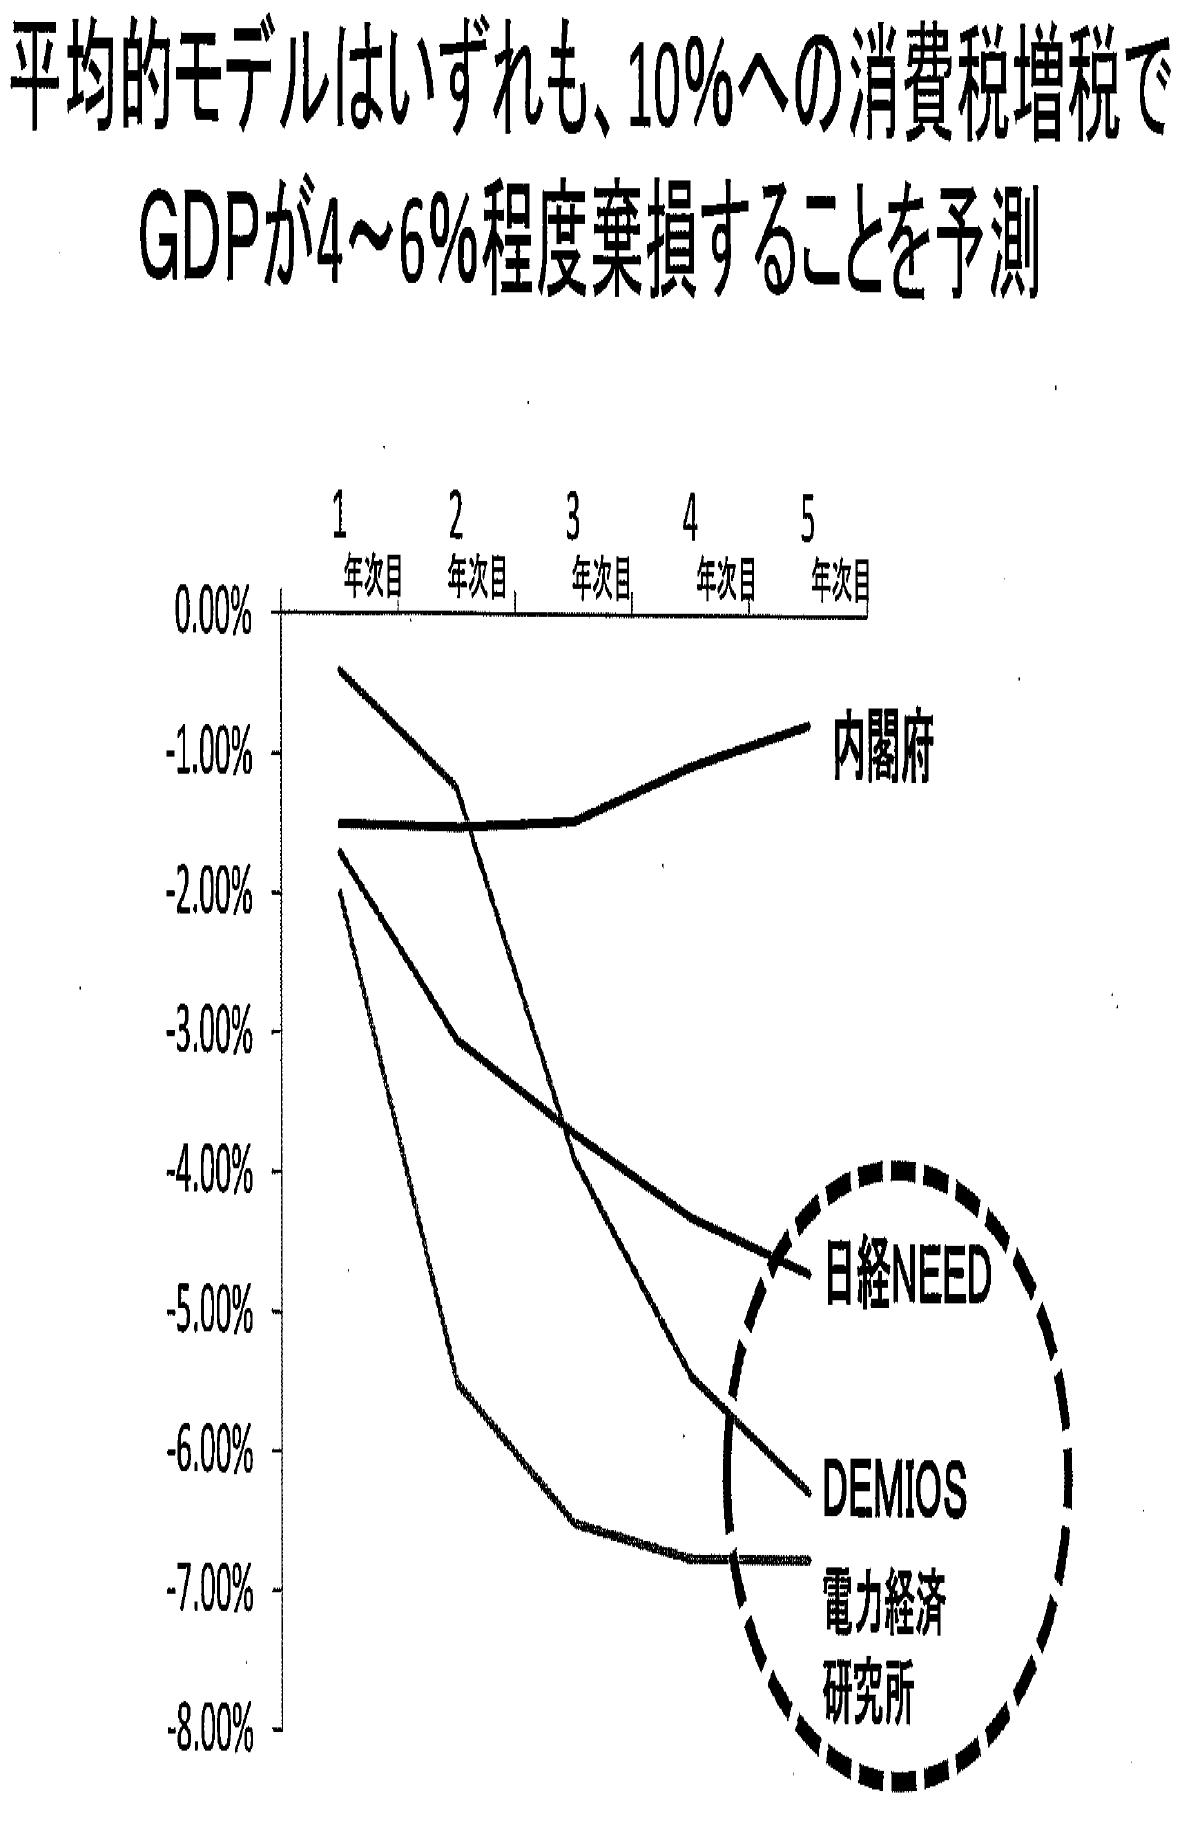 平均的モデルはいずれも、10%への消費税増税で
GDPが4～6%程度棄損することを予測
1 2 3 4 5
年次目 年次目 年次目 年次目 年次目
0.00%
-1.00%
-2.00%
-3.00%
-4.00%
-5.00%
-6.00%
-7.00%
-8.00%
内閣府
日経NEED
DEMIOS
電力経済
研究所